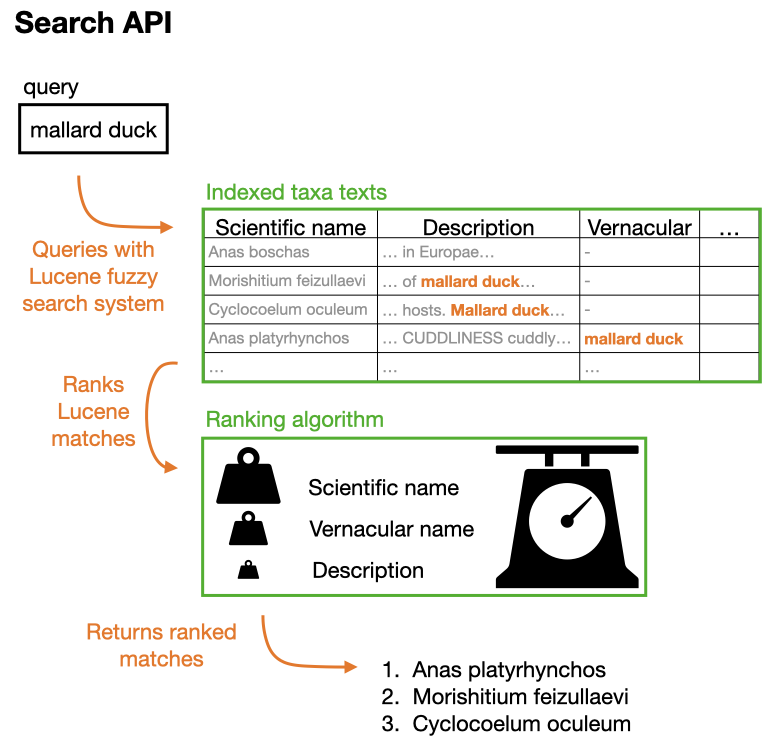 Search API
query
mallard duck
Indexed taxa texts
Scientific name Description Vernacular …
Anas boschas … in Europae… -
Morishitium feizullaevi … of mallard duck… -
Cyclocoelum oculeum … hosts. Mallard duck… -
Anas platyrhynchos … CUDDLINESS cuddly… mallard duck
… … …
Queries with
Lucene fuzzy
search system
Ranks
Lucene
matches
Ranking algorithm
Scientific name
Vernacular name
Description
Returns ranked
matches
1. Anas platyrhynchos
2. Morishitium feizullaevi
3. Cyclocoelum oculeum